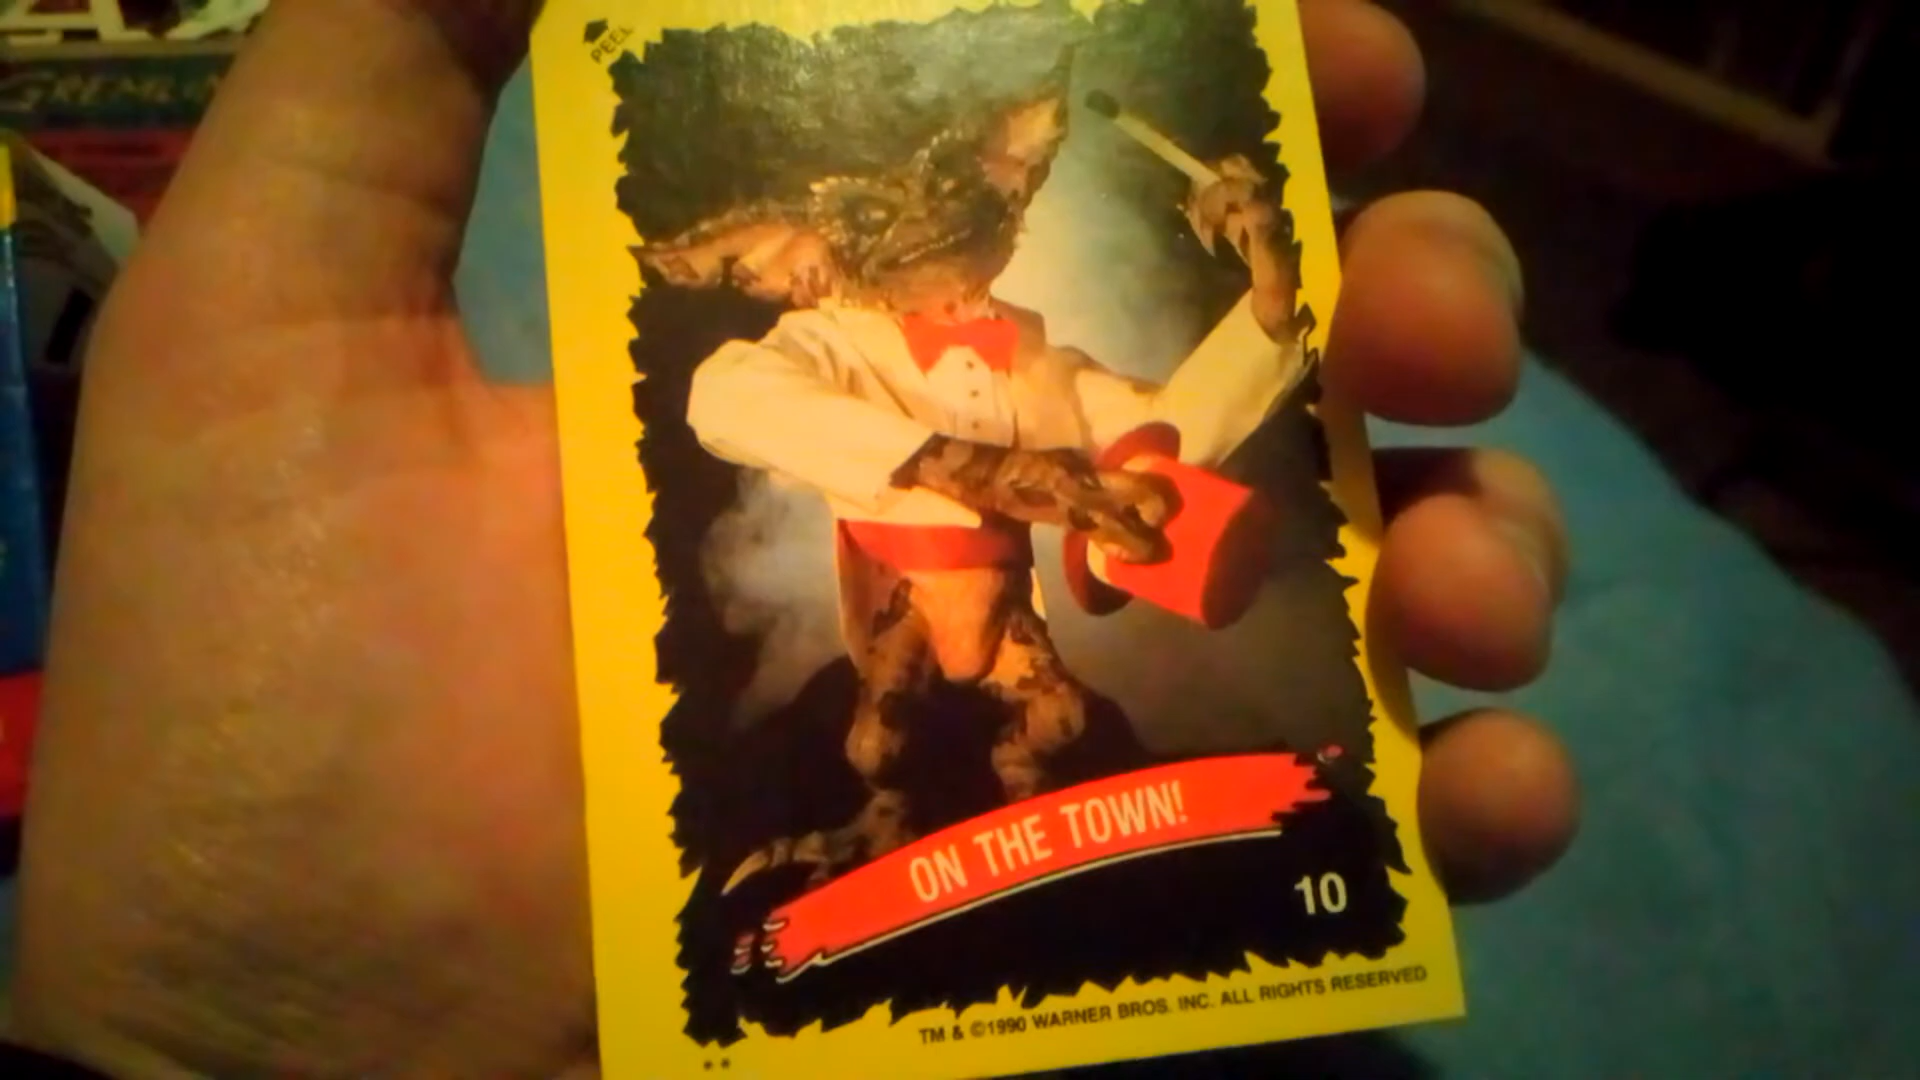 PEEL
ON THE TOWN!
10
TM & ©1990 WARNER BROS. INC. ALL RIGHTS RESERVED